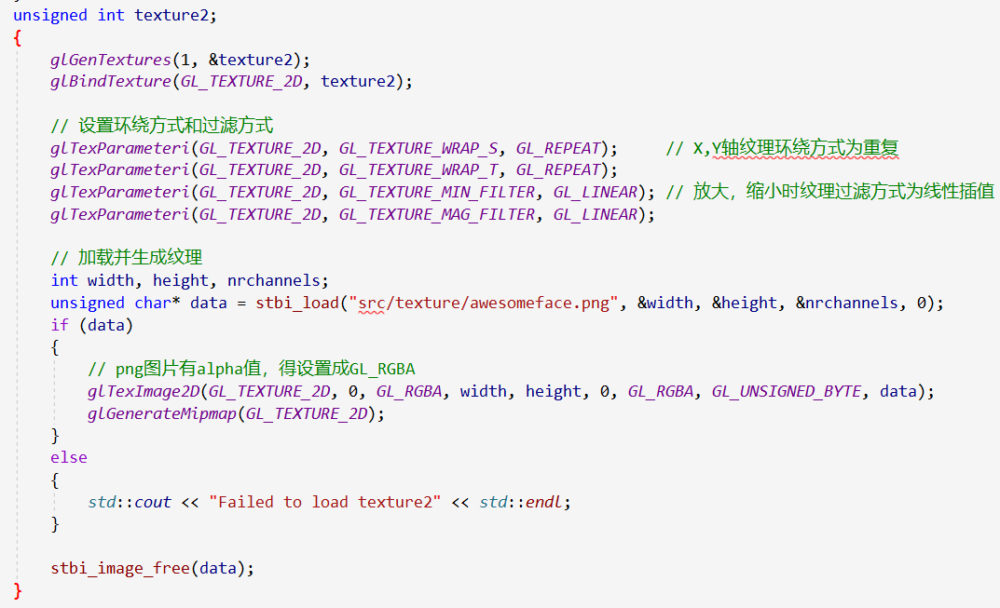 unsigned int texture2;
{
glGenTextures(1, &texture2);
glBindTexture(GL_TEXTURE_2D, texture2);
// 设置环绕方式和过滤方式
glTexParameteri(GL_TEXTURE_2D, GL_TEXTURE_WRAP_S, GL_REPEAT); // X,Y轴纹理环绕方式为重复
glTexParameteri(GL_TEXTURE_2D, GL_TEXTURE_WRAP_T, GL_REPEAT);
glTexParameteri(GL_TEXTURE_2D, GL_TEXTURE_MIN_FILTER, GL_LINEAR); // 放大，缩小时纹理过滤方式为线性插值
glTexParameteri(GL_TEXTURE_2D, GL_TEXTURE_MAG_FILTER, GL_LINEAR);
// 加载并生成纹理
int width, height, nrchannels;
unsigned char* data = stbi_load("src/texture/awesomeface.png", &width, &height, &nrchannels, 0);
if (data)
{
// png图片有alpha值，得设置成GL_RGBA
glTexImage2D(GL_TEXTURE_2D, 0, GL_RGBA, width, height, 0, GL_RGBA, GL_UNSIGNED_BYTE, data);
glGenerateMipmap(GL_TEXTURE_2D);
}
else
{
std::cout << "Failed to load texture2" << std::endl;
}
stbi_image_free(data);
}